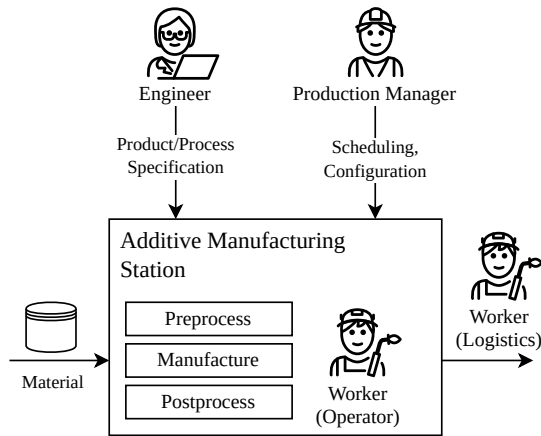 Engineer
Production Manager
Product/Process
Specification
Scheduling,
Configuration
Additive Manufacturing
Station
Preprocess
Manufacture
Postprocess
Material
Worker
(Operator)
Worker
(Logistics)